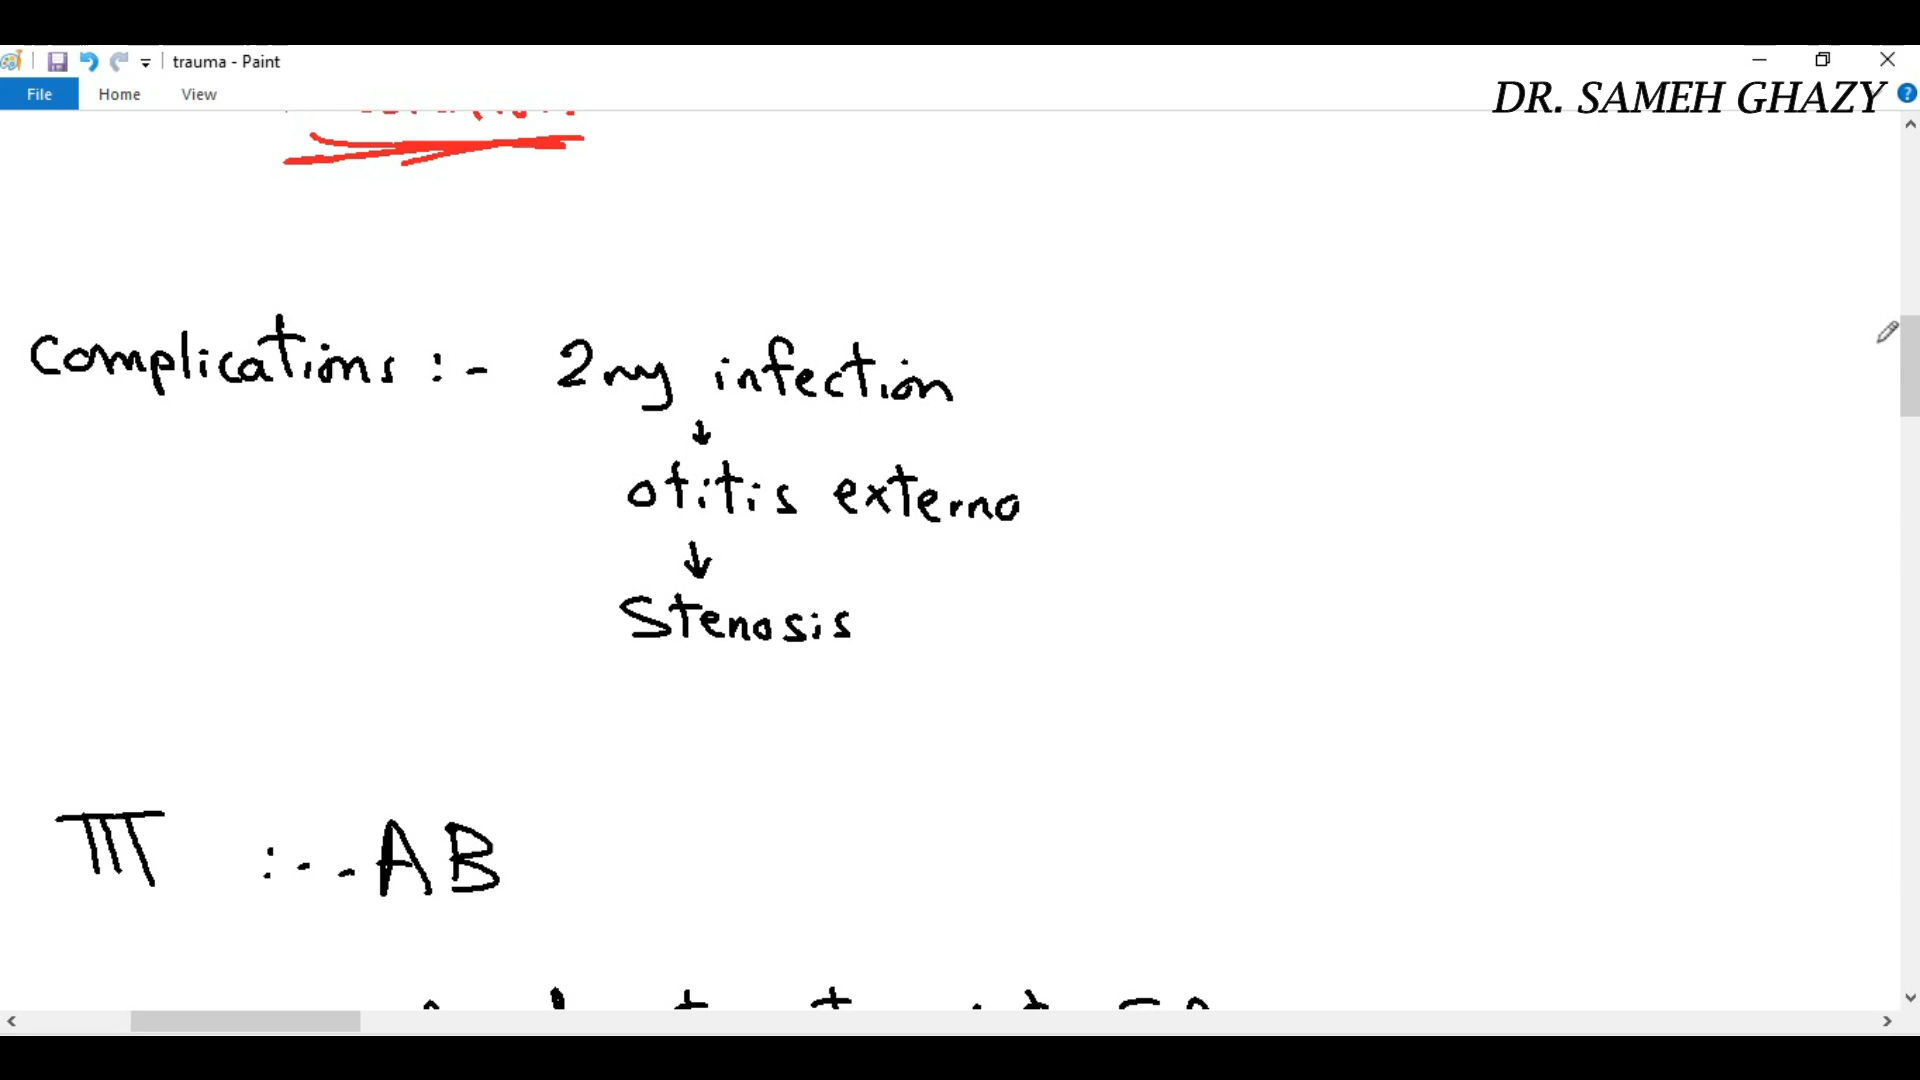 trauma - Paint
File Home View
DR. SAMEH GHAZY
Complications :- 2ry infection
↓
otitis externa
↓
Stenosis
TTT :-- AB